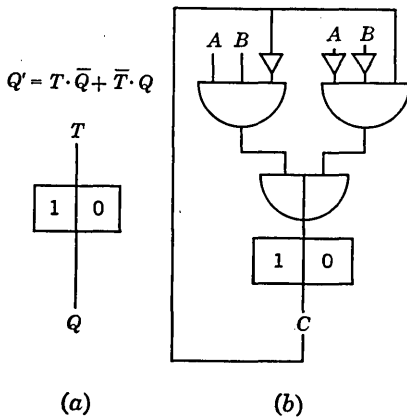 Q' = T · Q̅ + T̅ · Q
T
1 0
Q
(a)
A B A B
1 0
C
(b)